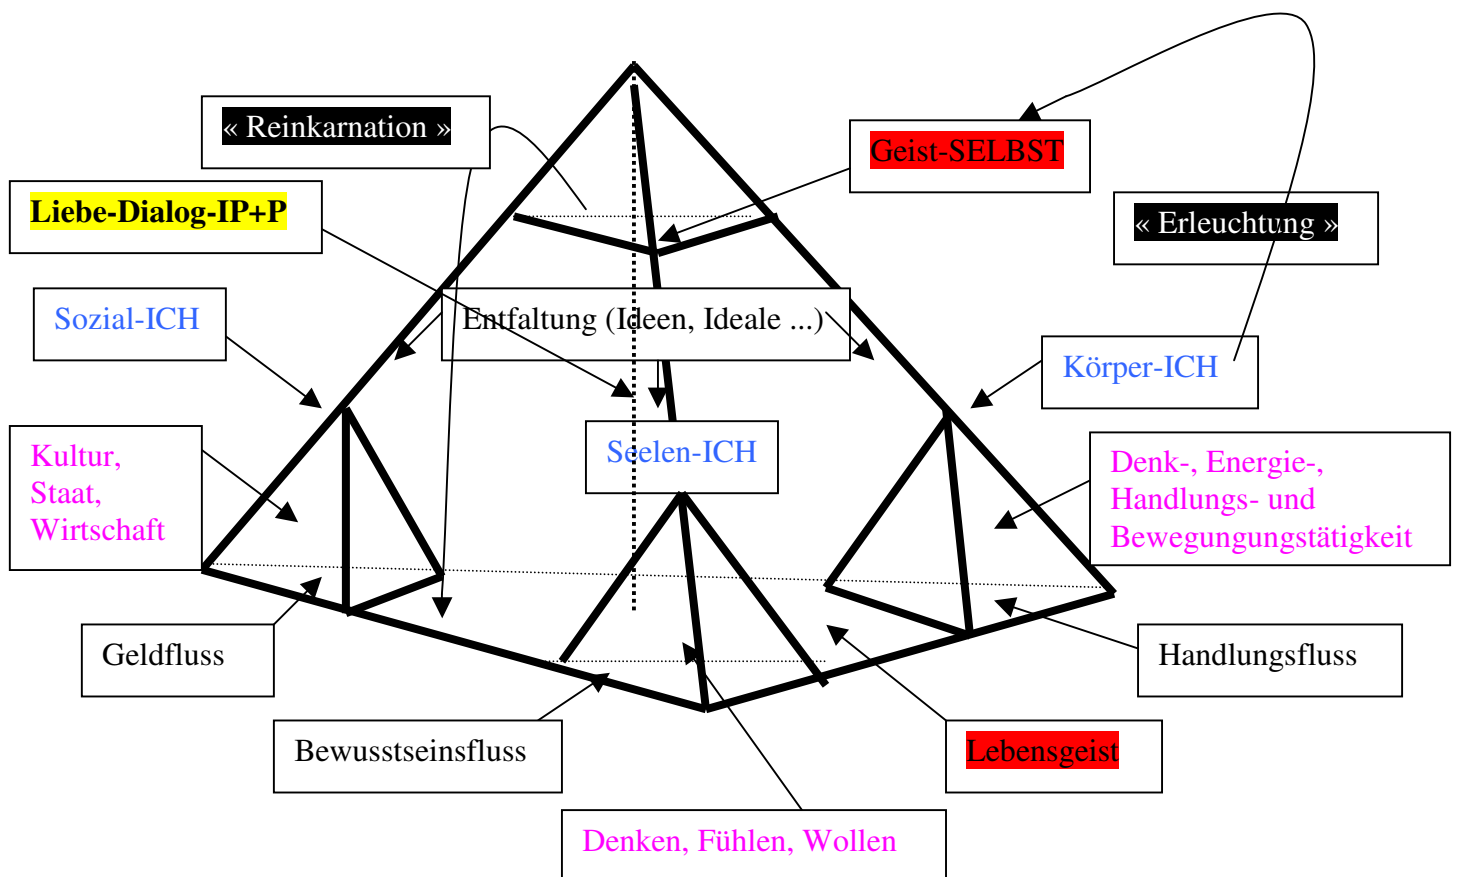 « Reinkarnation »
Geist-SELBST
Liebe-Dialog-IP+P
« Erleuchtung »
Sozial-ICH
Entfaltung (Ideen, Ideale ...)
Körper-ICH
Kultur,
Staat,
Wirtschaft
Seelen-ICH
Denk-, Energie-,
Handlungs- und
Bewegungungstätigkeit
Geldfluss
Handlungsfluss
Bewusstseinsfluss
Lebensgeist
Denken, Fühlen, Wollen